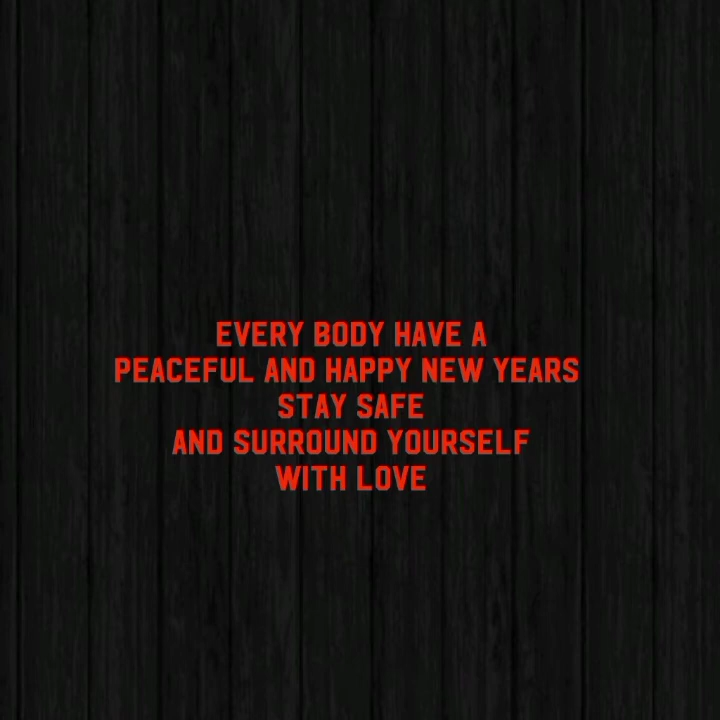 EVERY BODY HAVE A
PEACEFUL AND HAPPY NEW YEARS
STAY SAFE
AND SURROUND YOURSELF
WITH LOVE